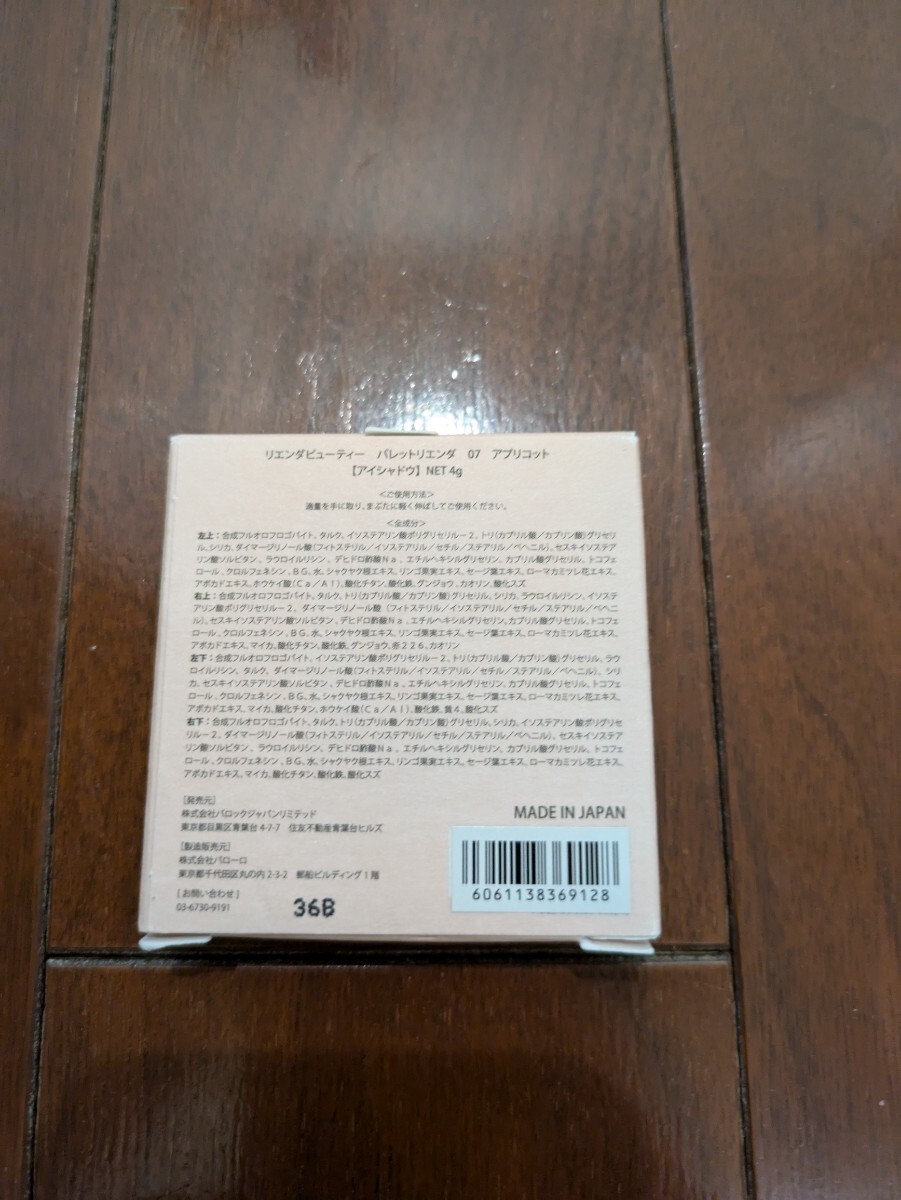 リエンダビューティー　パレットリエンダ　07　アプリコット
【アイシャドウ】NET 4g
＜ご使用方法＞
適量を手に取り、まぶたに軽く伸ばしてご使用ください。
＜全成分＞
左上：合成フルオロフロゴパイト、タルク、イソステアリン酸ポリグリセリル－２、トリ（カプリル酸／カプリン酸）グリセリ
ル、シリカ、ダイマージリノール酸（フィトステリル／イソステアリル／セチル／ステアリル／ベヘニル）、セスキイソステア
リン酸ソルビタン、ラウロイルリシン、デヒドロ酢酸Ｎａ、エチルヘキシルグリセリン、カプリル酸グリセリル、トコフェ
ロール、クロルフェネシン、ＢＧ、水、シャクヤク根エキス、リンゴ果実エキス、セージ葉エキス、ローマカミツレ花エキス、
アボカドエキス、ホウケイ酸（Ｃａ／Ａｌ）、酸化チタン、酸化鉄、グンジョウ、カオリン、酸化スズ
右上：合成フルオロフロゴパイト、タルク、トリ（カプリル酸／カプリン酸）グリセリル、シリカ、ラウロイルリシン、イソステ
アリン酸ポリグリセリル－２、ダイマージリノール酸（フィトステリル／イソステアリル／セチル／ステアリル／ベヘニ
ル）、セスキイソステアリン酸ソルビタン、デヒドロ酢酸Ｎａ、エチルヘキシルグリセリン、カプリル酸グリセリル、トコフェ
ロール、クロルフェネシン、ＢＧ、水、シャクヤク根エキス、リンゴ果実エキス、セージ葉エキス、ローマカミツレ花エキス、
アボカドエキス、マイカ、酸化チタン、酸化鉄、グンジョウ、赤２２６、カオリン
左下：合成フルオロフロゴパイト、イソステアリン酸ポリグリセリル－２、トリ（カプリル酸／カプリン酸）グリセリル、ラウ
ロイルリシン、タルク、ダイマージリノール酸（フィトステリル／イソステアリル／セチル／ステアリル／ベヘニル）、シリ
カ、セスキイソステアリン酸ソルビタン、デヒドロ酢酸Ｎａ、エチルヘキシルグリセリン、カプリル酸グリセリル、トコフェ
ロール、クロルフェネシン、ＢＧ、水、シャクヤク根エキス、リンゴ果実エキス、セージ葉エキス、ローマカミツレ花エキス、
アボカドエキス、マイカ、酸化チタン、ホウケイ酸（Ｃａ／Ａｌ）、酸化鉄、黄４、酸化スズ
右下：合成フルオロフロゴパイト、タルク、トリ（カプリル酸／カプリン酸）グリセリル、シリカ、イソステアリン酸ポリグリセ
リル－２、ダイマージリノール酸（フィトステリル／イソステアリル／セチル／ステアリル／ベヘニル）、セスキイソステア
リン酸ソルビタン、ラウロイルリシン、デヒドロ酢酸Ｎａ、エチルヘキシルグリセリン、カプリル酸グリセリル、トコフェ
ロール、クロルフェネシン、ＢＧ、水、シャクヤク根エキス、リンゴ果実エキス、セージ葉エキス、ローマカミツレ花エキス、
アボカドエキス、マイカ、酸化チタン、酸化鉄、酸化スズ
［発売元］
株式会社バロックジャパンリミテッド
東京都目黒区青葉台 4-7-7　住友不動産青葉台ヒルズ
MADE IN JAPAN
［製造販売元］
株式会社バローロ
東京都千代田区丸の内 2-3-2　郵船ビルディング 1 階
［お問い合わせ］
03-6730-9191
36B
6061138369128